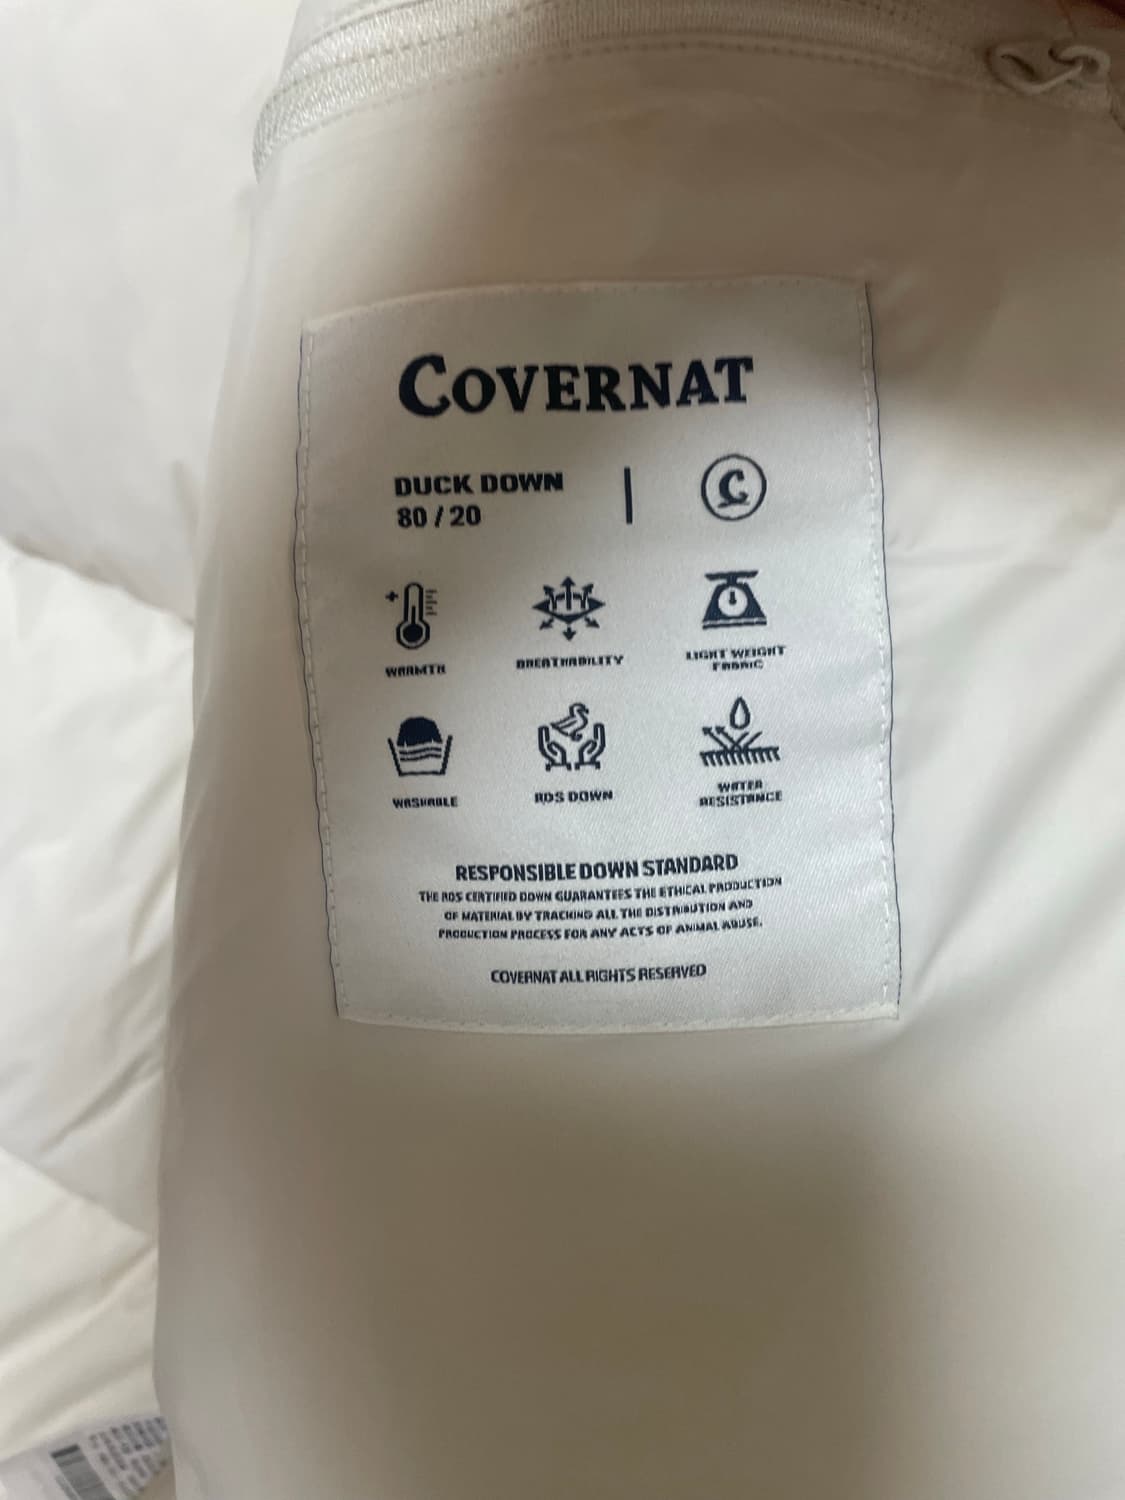 COVERNAT
DUCK DOWN
80 / 20
C
WARMTH
BREATHABILITY
LIGHT WEIGHT
FABRIC
WASHABLE
RDS DOWN
WATER
RESISTANCE
RESPONSIBLE DOWN STANDARD
THE RDS CERTIFIED DOWN GUARANTEES THE ETHICAL PRODUCTION
OF MATERIAL BY TRACKING ALL THE DISTRIBUTION AND
PRODUCTION PROCESS FOR ANY ACTS OF ANIMAL ABUSE.
COVERNAT ALL RIGHTS RESERVED